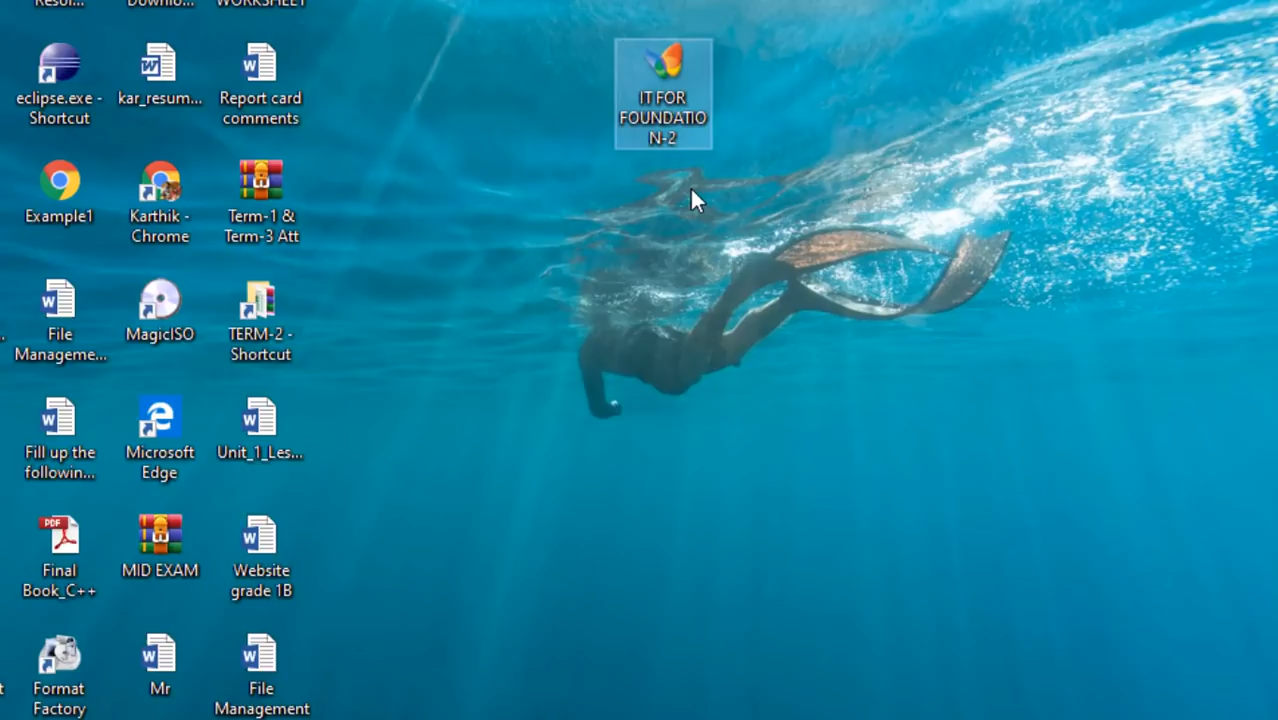 Resor...
Downlo...
WORKSHEET
eclipse.exe -
Shortcut
kar_resum...
Report card
comments
IT FOR
FOUNDATIO
N-2
Example1
Karthik -
Chrome
Term-1 &
Term-3 Att
File
Manageme...
MagicISO
TERM-2 -
Shortcut
Fill up the
followin...
Microsoft
Edge
Unit_1_Les...
PDF
Final
Book_C++
MID EXAM
Website
grade 1B
Format
Factory
Mr
File
Management